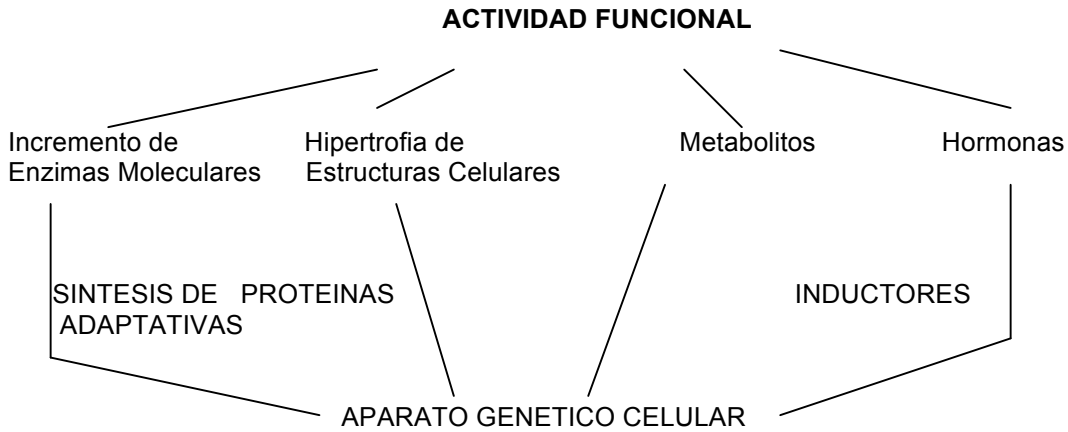 ACTIVIDAD FUNCIONAL
Incremento de Enzimas Moleculares
Hipertrofia de Estructuras Celulares
Metabolitos
Hormonas
SINTESIS DE PROTEINAS
ADAPTATIVAS
INDUCTORES
APARATO GENETICO CELULAR